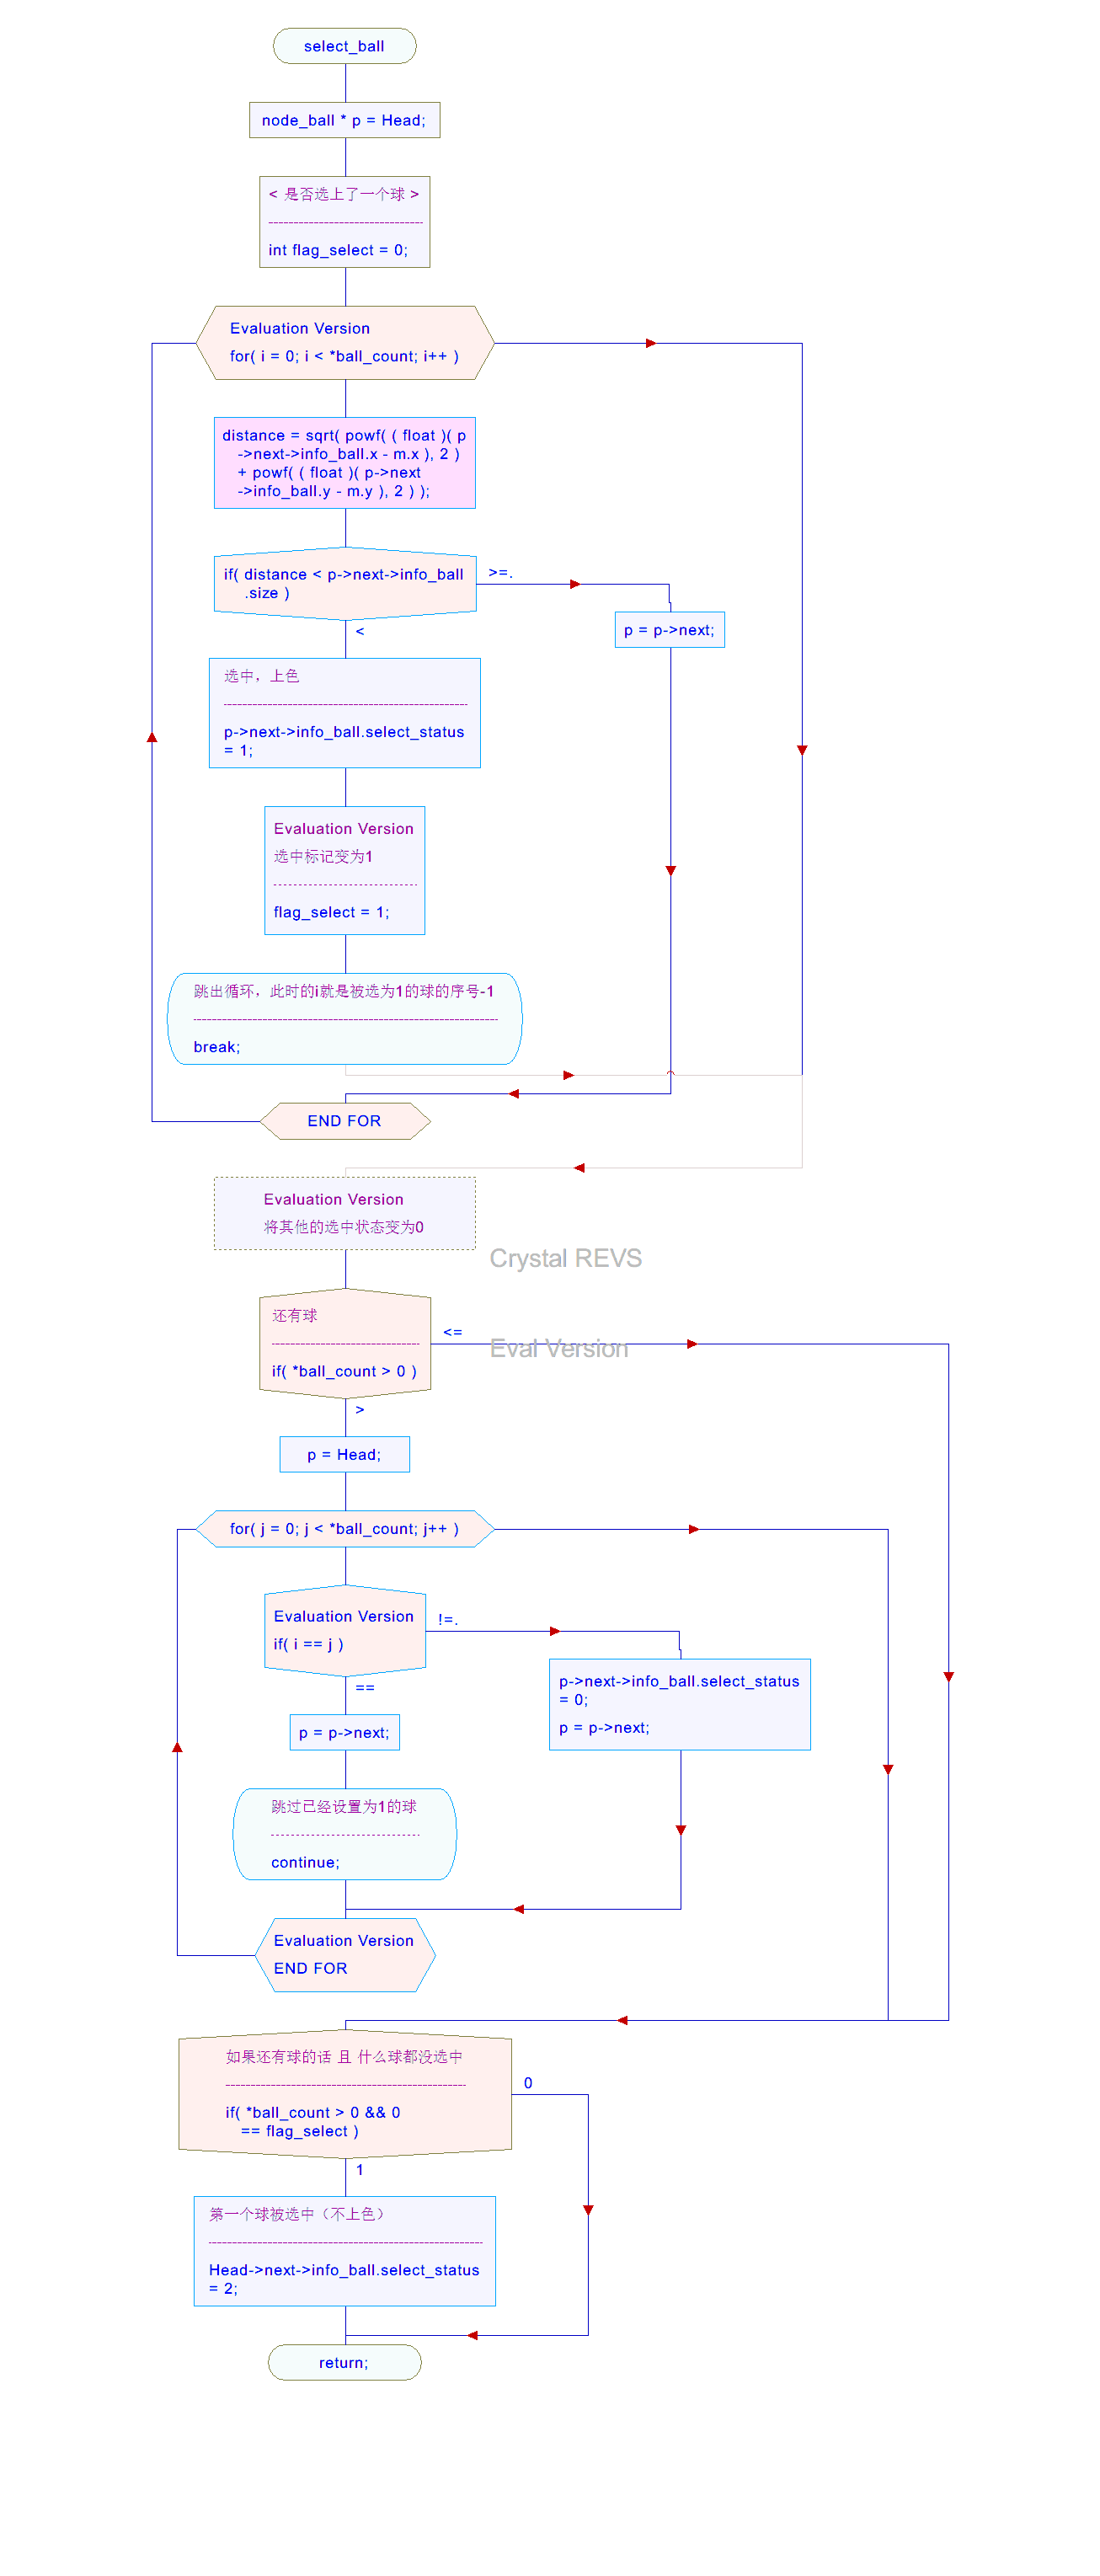 select_ball
node_ball * p = Head;
< 是否选上了一个球 >
int flag_select = 0;
Evaluation Version
for( i = 0; i < *ball_count; i++ )
distance = sqrt( powf( ( float )( p
->next->info_ball.x - m.x ), 2 )
+ powf( ( float )( p->next
->info_ball.y - m.y ), 2 ) );
if( distance < p->next->info_ball
.size )
>=.
<
p = p->next;
选中，上色
p->next->info_ball.select_status
= 1;
Evaluation Version
选中标记变为1
flag_select = 1;
跳出循环，此时的i就是被选为1的球的序号-1
break;
END FOR
Evaluation Version
将其他的选中状态变为0
Crystal REVS
还有球
if( *ball_count > 0 )
<=
Eval Version
>
p = Head;
for( j = 0; j < *ball_count; j++ )
Evaluation Version
if( i == j )
!=.
==
p->next->info_ball.select_status
= 0;
p = p->next;
p = p->next;
跳过已经设置为1的球
continue;
Evaluation Version
END FOR
如果还有球的话 且 什么球都没选中
if( *ball_count > 0 && 0
== flag_select )
0
1
第一个球被选中（不上色）
Head->next->info_ball.select_status
= 2;
return;